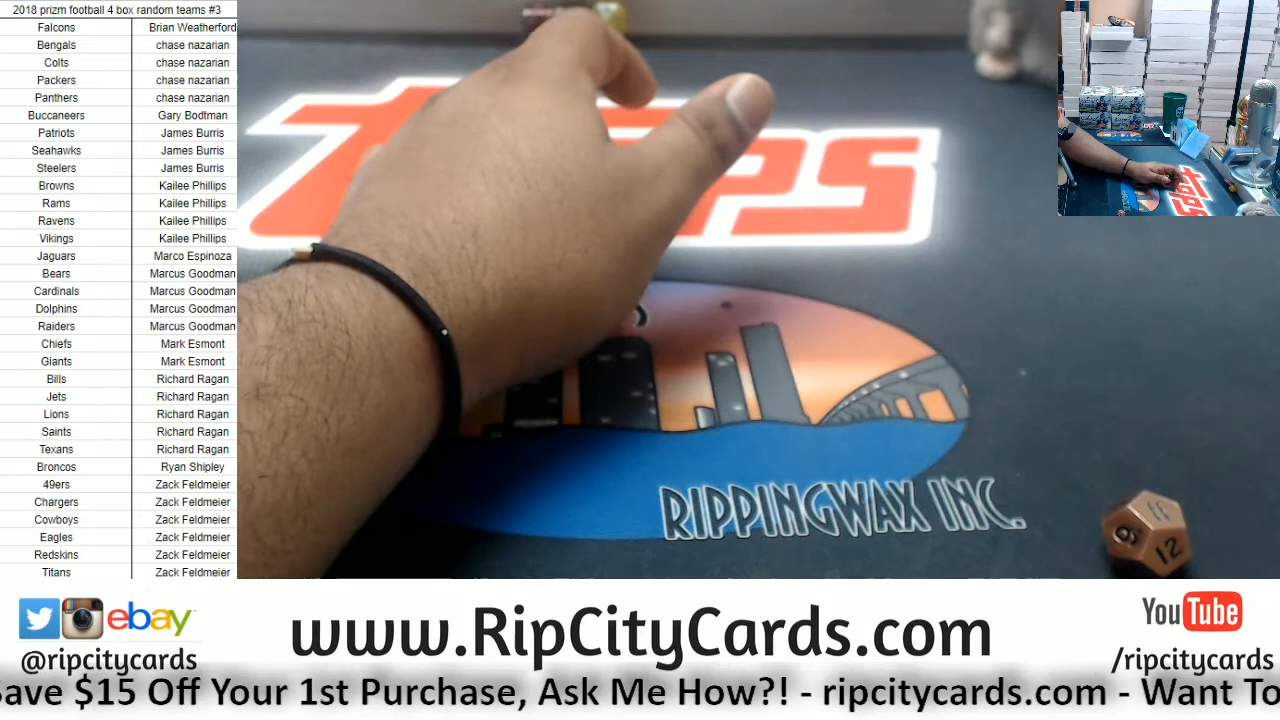 2018 prizm football 4 box random teams #3
Falcons Brian Weatherford
Bengals chase nazarian
Colts chase nazarian
Packers chase nazarian
Panthers chase nazarian
Buccaneers Gary Bodtman
Patriots James Burris
Seahawks James Burris
Steelers James Burris
Browns Kailee Phillips
Rams Kailee Phillips
Ravens Kailee Phillips
Vikings Kailee Phillips
Jaguars Marco Espinoza
Bears Marcus Goodman
Cardinals Marcus Goodman
Dolphins Marcus Goodman
Raiders Marcus Goodman
Chiefs Mark Esmont
Giants Mark Esmont
Bills Richard Ragan
Jets Richard Ragan
Lions Richard Ragan
Saints Richard Ragan
Texans Richard Ragan
Broncos Ryan Shipley
49ers Zack Feldmeier
Chargers Zack Feldmeier
Cowboys Zack Feldmeier
Eagles Zack Feldmeier
Redskins Zack Feldmeier
Titans Zack Feldmeier
topps
topps
RIPPINGWAX INC.
9 11 12
ebay
@ripcitycards
www.RipCityCards.com
YouTube
/ripcitycards
Save $15 Off Your 1st Purchase, Ask Me How?! - ripcitycards.com - Want To